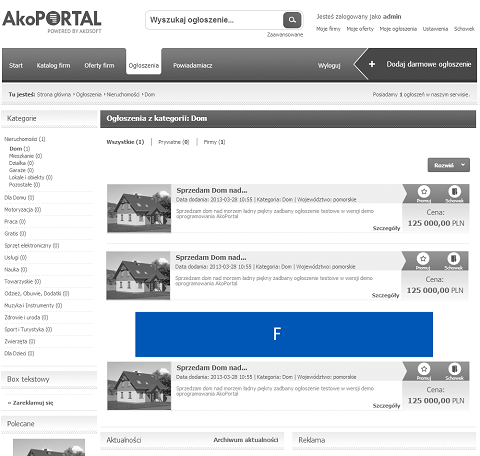 AkoPORTAL
POWERED BY AKOSOFT
Wyszukaj ogłoszenie...
Zaawansowane
Jesteś zalogowany jako admin
Moje firmy Moje oferty Moje ogłoszenia Ustawienia Schowek
Start Katalog firm Oferty firm Ogłoszenia Powiadamiacz Wyloguj + Dodaj darmowe ogłoszenie
Tu jesteś: Strona główna › Ogłoszenia › Nieruchomości › Dom
Posiadamy 1 ogłoszeń w naszym serwisie.
Kategorie
Nieruchomości (1)
Dom (1)
Mieszkanie (0)
Działka (0)
Garaże (0)
Lokale i obiekty (0)
Pozostałe (0)
Dla Domu (0)
Motoryzacja (0)
Praca (0)
Gratis (0)
Sprzęt elektroniczny (0)
Usługi (0)
Nauka (0)
Towarzyskie (0)
Odzież, Obuwie, Dodatki (0)
Muzyka i Instrumenty (0)
Zdrowie i uroda (0)
Sport i Turystyka (0)
Zwierzęta (0)
Dla Dzieci (0)
Box tekstowy
» Zareklamuj się
Polecane
Ogłoszenia z kategorii: Dom
Wszystkie (1) Prywatne (0) Firmy (1)
Rozwiń
Sprzedam Dom nad...
Data dodania: 2013-03-28 10:55 | Kategoria: Dom | Województwo: pomorskie
Sprzedam dom nad morzem ładny piękny zadbany ogłoszenie testowe w wersji demo
oprogramowania AkoPortal
Szczegóły
Promuj Schowek
Cena:
125 000,00 PLN
Sprzedam Dom nad...
Data dodania: 2013-03-28 10:55 | Kategoria: Dom | Województwo: pomorskie
Sprzedam dom nad morzem ładny piękny zadbany ogłoszenie testowe w wersji demo
oprogramowania AkoPortal
Szczegóły
Promuj Schowek
Cena:
125 000,00 PLN
F
Sprzedam Dom nad...
Data dodania: 2013-03-28 10:55 | Kategoria: Dom | Województwo: pomorskie
Sprzedam dom nad morzem ładny piękny zadbany ogłoszenie testowe w wersji demo
oprogramowania AkoPortal
Szczegóły
Promuj Schowek
Cena:
125 000,00 PLN
Aktualności Archiwum aktualności
Reklama